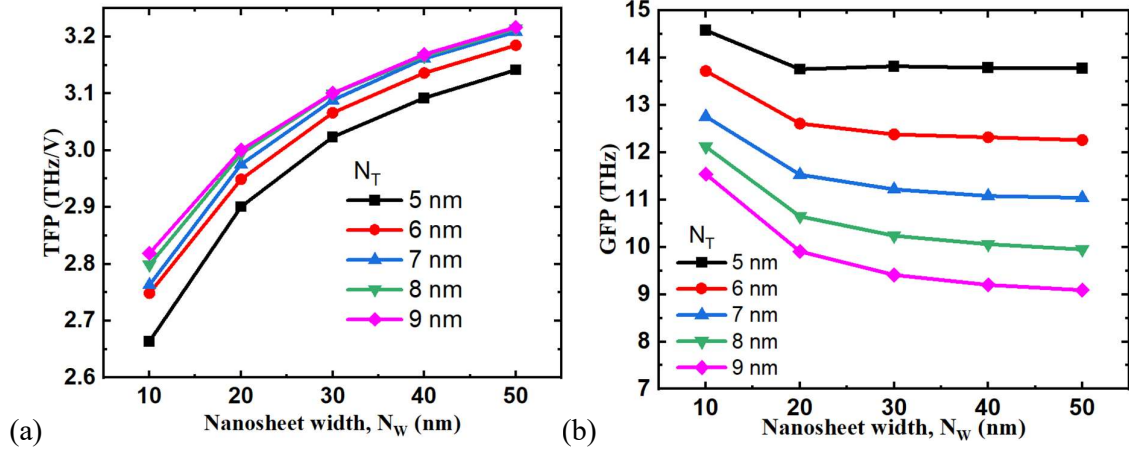 3.2
3.1
3.0
2.9
2.8
2.7
2.6
TFP (THz/V)
N_T
5 nm
6 nm
7 nm
8 nm
9 nm
10 20 30 40 50
Nanosheet width, N_W (nm)
(a)
15
14
13
12
11
10
9
8
7
GFP (THz)
N_T
5 nm
6 nm
7 nm
8 nm
9 nm
10 20 30 40 50
Nanosheet width, N_W (nm)
(b)